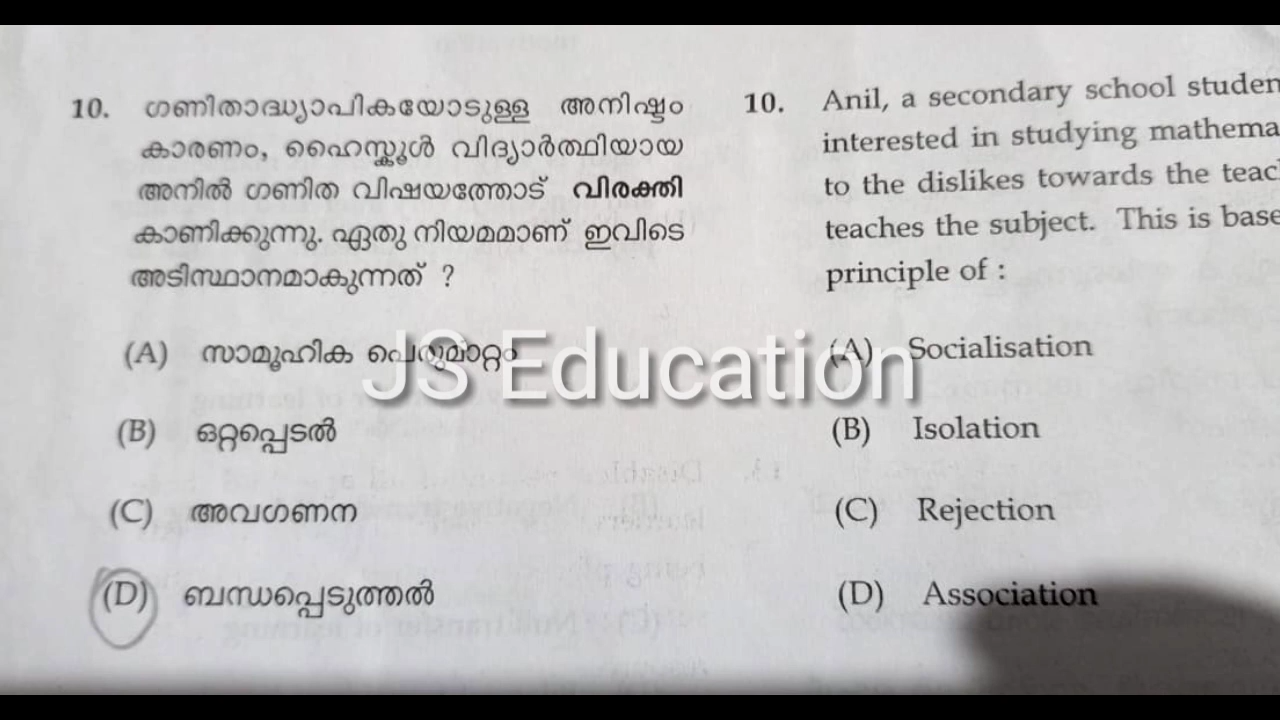 10. ഗണിതാദ്ധ്യാപികയോടുള്ള അനിഷ്ടം
കാരണം, ഹൈസ്കൂൾ വിദ്യാർത്ഥിയായ
അനിൽ ഗണിത വിഷയത്തോട് വിരക്തി
കാണിക്കുന്നു. ഏതു നിയമമാണ് ഇവിടെ
അടിസ്ഥാനമാകുന്നത് ?
(A) സാമൂഹിക പെരുമാറ്റം
(B) ഒറ്റപ്പെടൽ
(C) അവഗണന
(D) ബന്ധപ്പെടുത്തൽ
10. Anil, a secondary school studen
interested in studying mathema
to the dislikes towards the teac
teaches the subject. This is base
principle of :
(A) Socialisation
(B) Isolation
(C) Rejection
(D) Association
JS Education